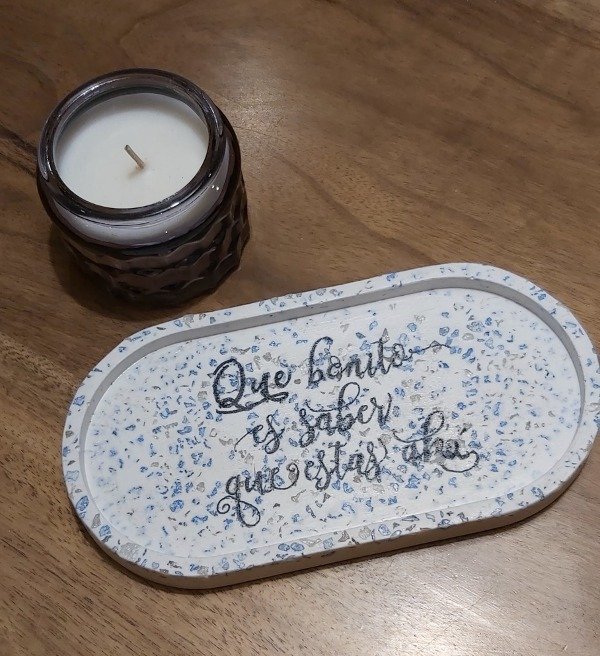 Que bonito
es saber
que estas ahí